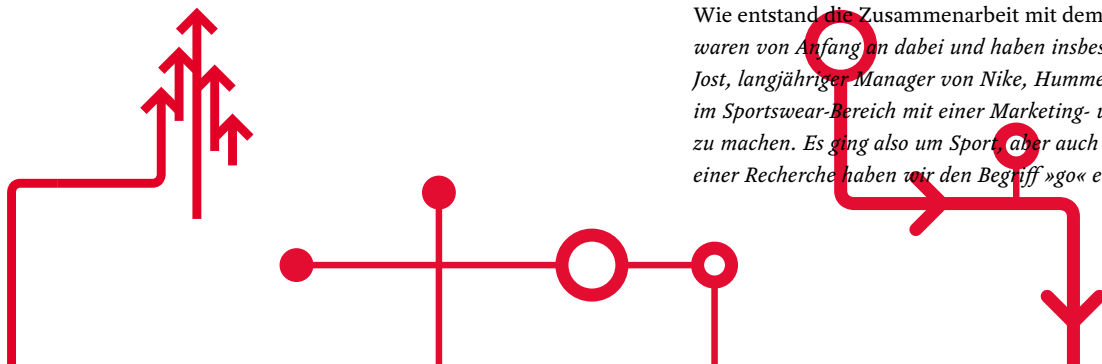 Wie entstand die Zusammenarbeit mit dem
waren von Anfang an dabei und haben insbes
Jost, langjähriger Manager von Nike, Humme
im Sportswear-Bereich mit einer Marketing- u
zu machen. Es ging also um Sport, aber auch
einer Recherche haben wir den Begriff »go« e